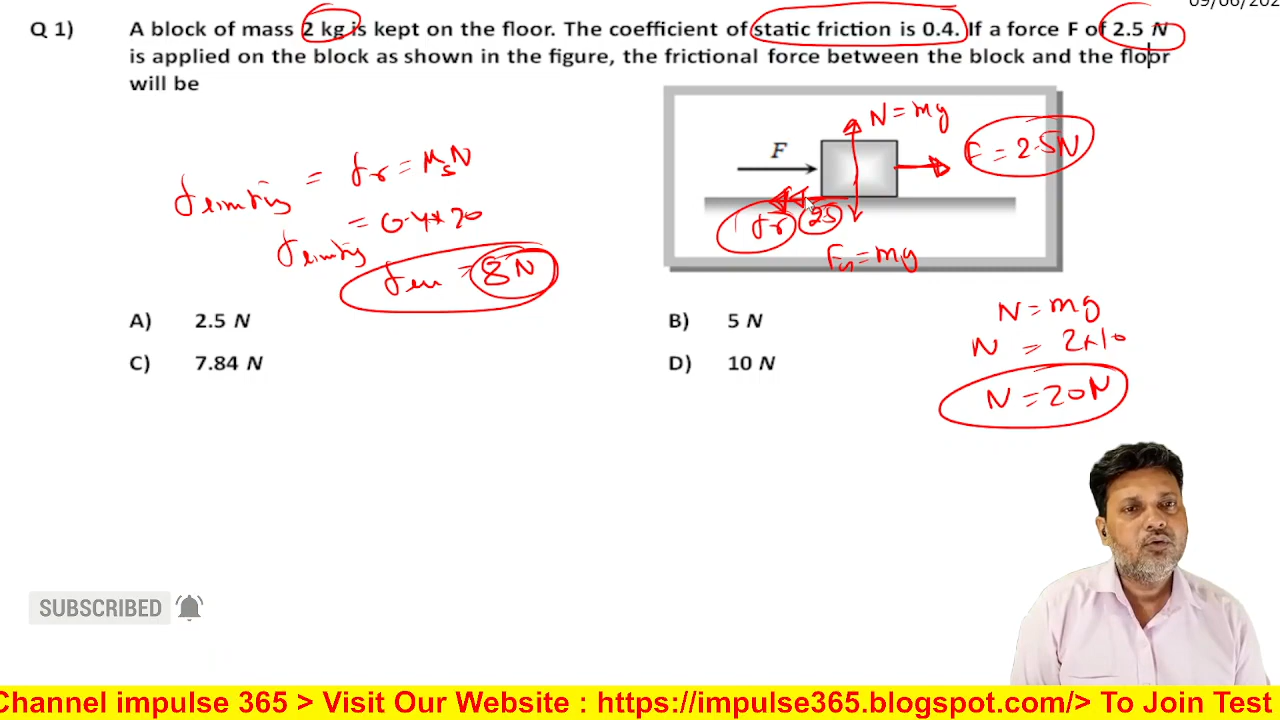 09/06/202
Q 1) A block of mass 2 kg is kept on the floor. The coefficient of static friction is 0.4. If a force F of 2.5 N
is applied on the block as shown in the figure, the frictional force between the block and the floor
will be
N = mg
F
F = 2.5N
fr 2.5
Fg = mg
flimiting = fr = μsN
= 0.4*20
flimiting
= 8N
A) 2.5 N B) 5 N
C) 7.84 N D) 10 N
N = mg
N = 2×10
N = 20N
SUBSCRIBED
Channel impulse 365 > Visit Our Website : https://impulse365.blogspot.com/> To Join Test